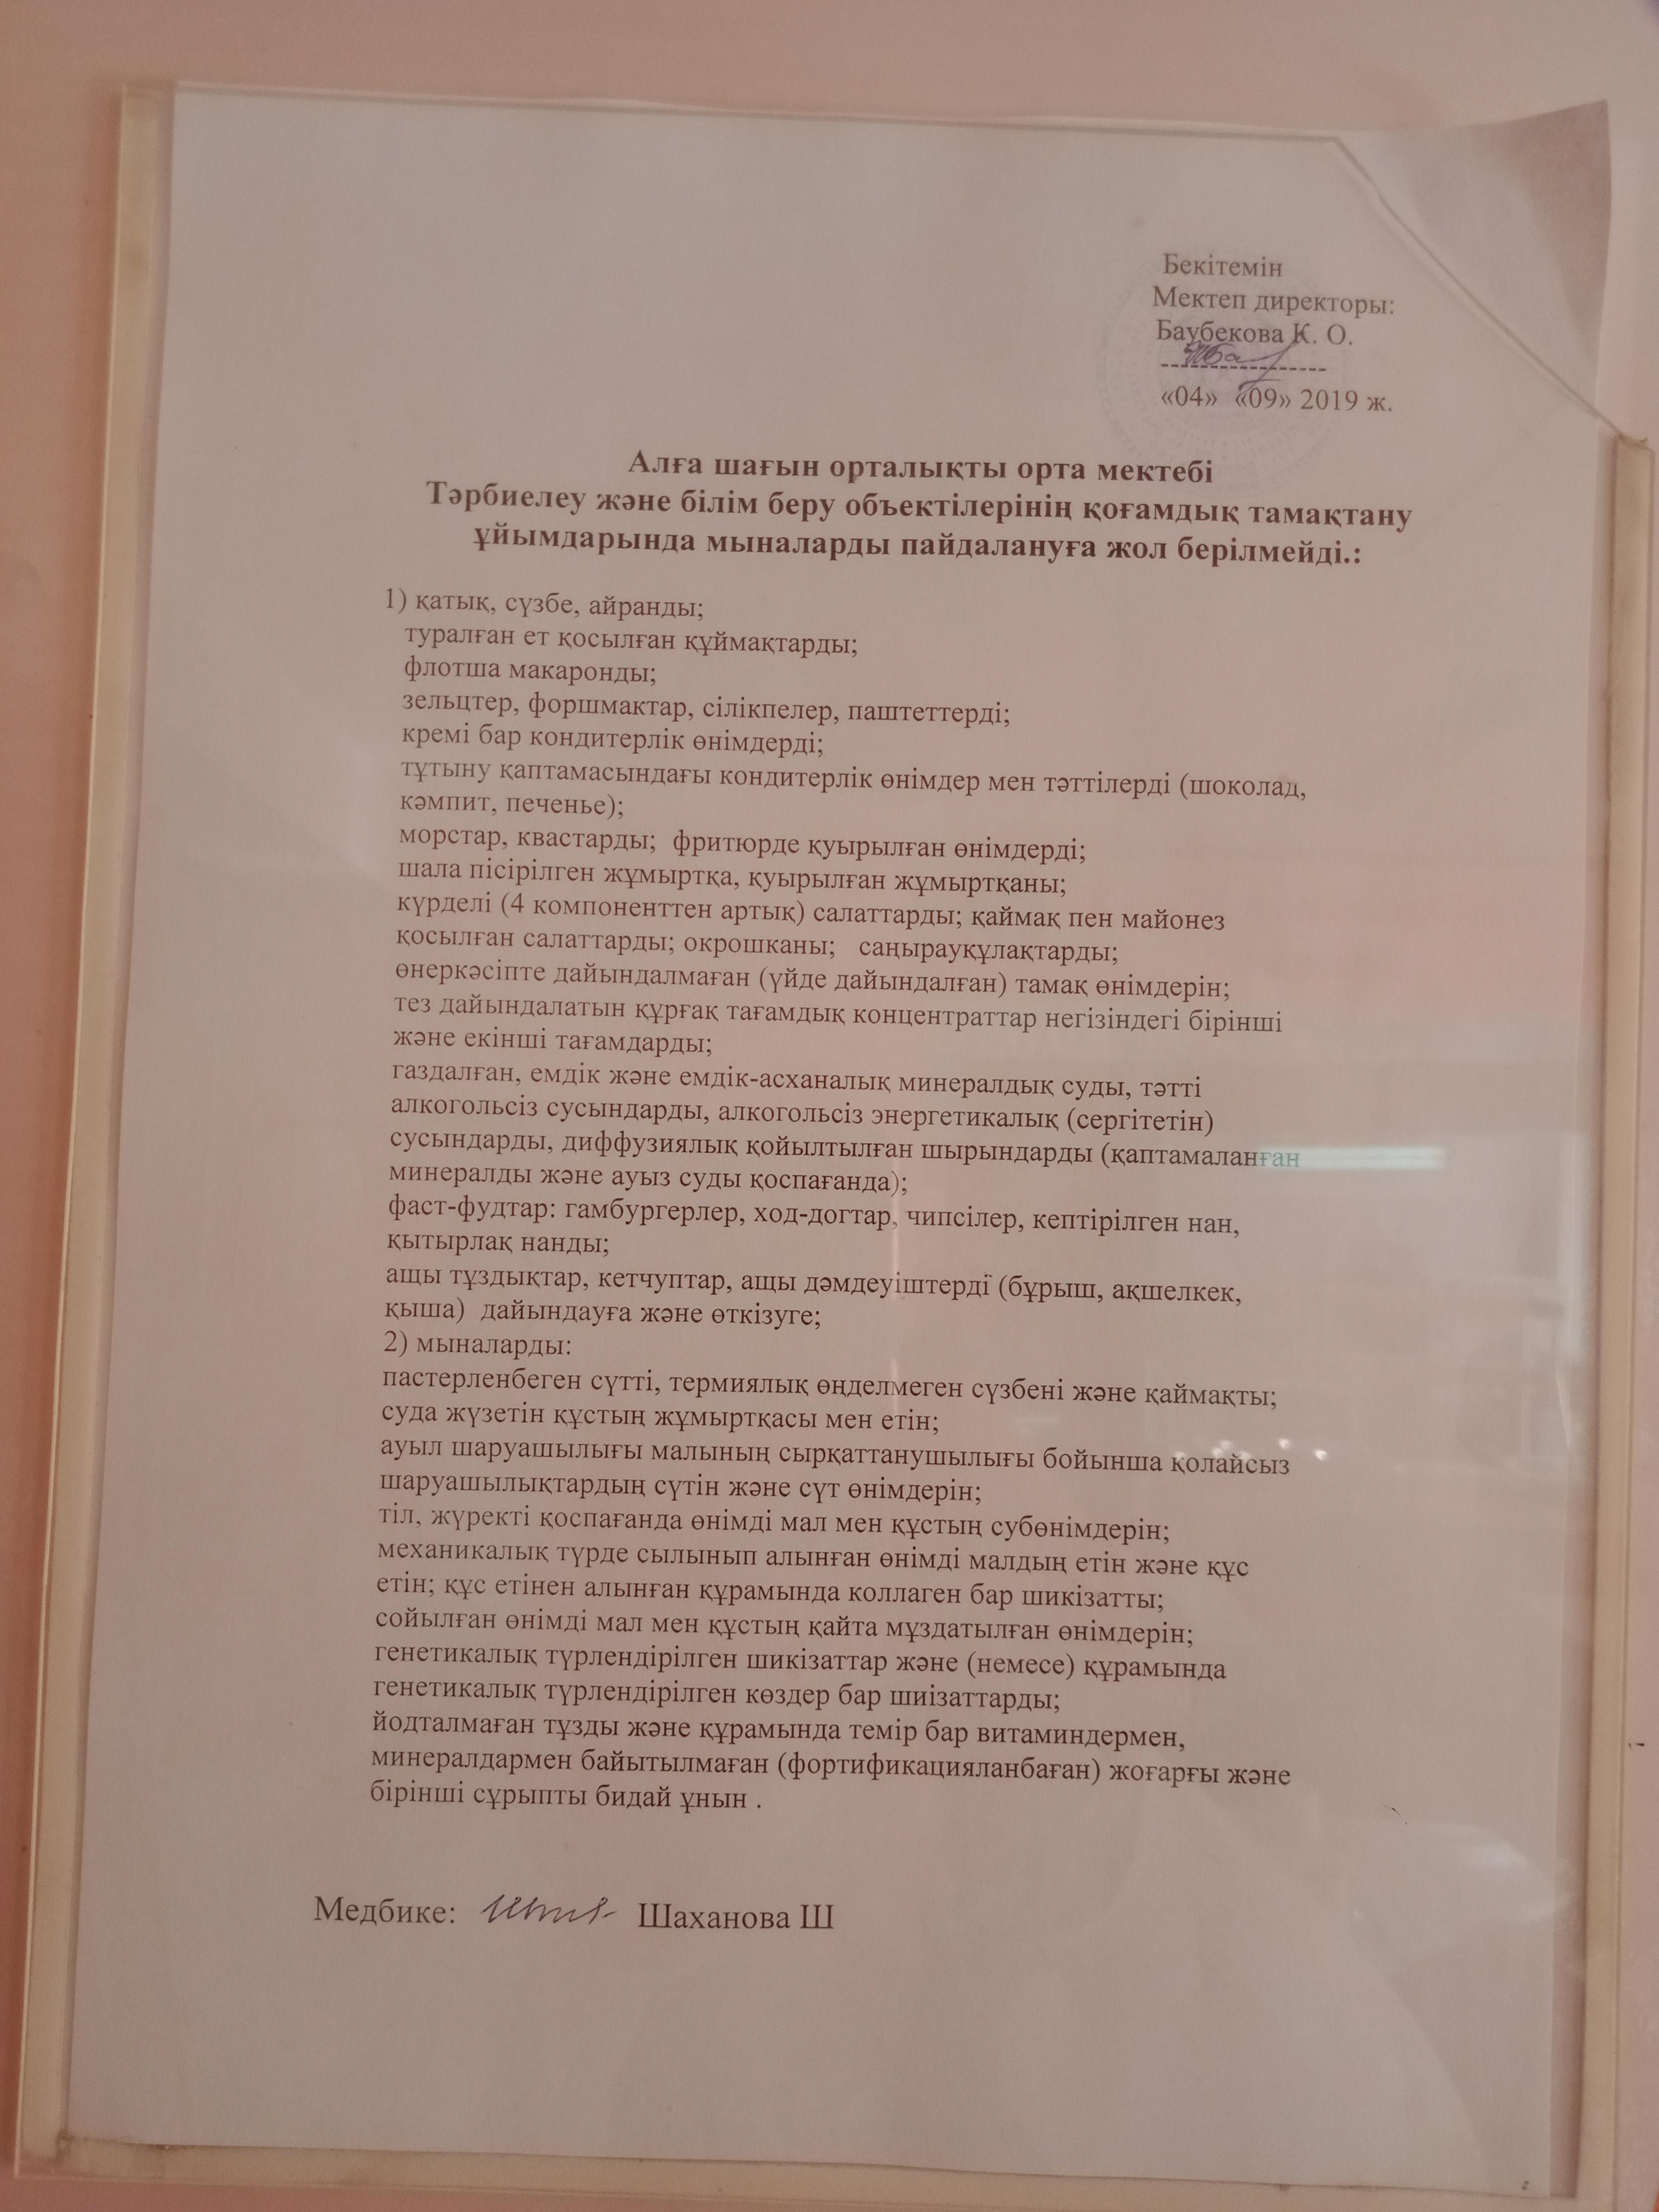 Бекітемін
Мектеп директоры:
Баубекова К. О.
«04» «09» 2019 ж.
Алға шағын орталықты орта мектебі
Тәрбиелеу және білім беру объектілерінің қоғамдық тамақтану
ұйымдарында мыналарды пайдалануға жол берілмейді.:
1) қатық, сүзбе, айранды;
туралған ет қосылған құймақтарды;
флотша макаронды;
зельцтер, форшмактар, сілікпелер, паштеттерді;
кремі бар кондитерлік өнімдерді;
тұтыну қаптамасындағы кондитерлік өнімдер мен тәттілерді (шоколад,
кәмпит, печенье);
морстар, квастарды; фритюрде қуырылған өнімдерді;
шала пісірілген жұмыртқа, қуырылған жұмыртқаны;
күрделі (4 компоненттен артық) салаттарды; қаймақ пен майонез
қосылған салаттарды; окрошканы; саңырауқұлақтарды;
өнеркәсіпте дайындалмаған (үйде дайындалған) тамақ өнімдерін;
тез дайындалатын құрғақ тағамдық концентраттар негізіндегі бірінші
және екінші тағамдарды;
газдалған, емдік және емдік-асханалық минералдық суды, тәтті
алкогольсіз сусындарды, алкогольсіз энергетикалық (сергітетін)
сусындарды, диффузиялық қойылтылған шырындарды (қаптамаланған
минералды және ауыз суды қоспағанда);
фаст-фудтар: гамбургерлер, ход-догтар, чипсілер, кептірілген нан,
қытырлақ нанды;
ащы тұздықтар, кетчуптар, ащы дәмдеуіштерді (бұрыш, ақшелкек,
қыша) дайындауға және өткізуге;
2) мыналарды:
пастерленбеген сүтті, термиялық өңделмеген сүзбені және қаймақты;
суда жүзетін құстың жұмыртқасы мен етін;
ауыл шаруашылығы малының сырқаттанушылығы бойынша қолайсыз
шаруашылықтардың сүтін және сүт өнімдерін;
тіл, жүректі қоспағанда өнімді мал мен құстың субөнімдерін;
механикалық түрде сылынып алынған өнімді малдың етін және құс
етін; құс етінен алынған құрамында коллаген бар шикізатты;
сойылған өнімді мал мен құстың қайта мұздатылған өнімдерін;
генетикалық түрлендірілген шикізаттар және (немесе) құрамында
генетикалық түрлендірілген көздер бар шиізаттарды;
йодталмаған тұзды және құрамында темір бар витаминдермен,
минералдармен байытылмаған (фортификацияланбаған) жоғарғы және
бірінші сұрыпты бидай ұнын .
Медбике: Шаханова Ш